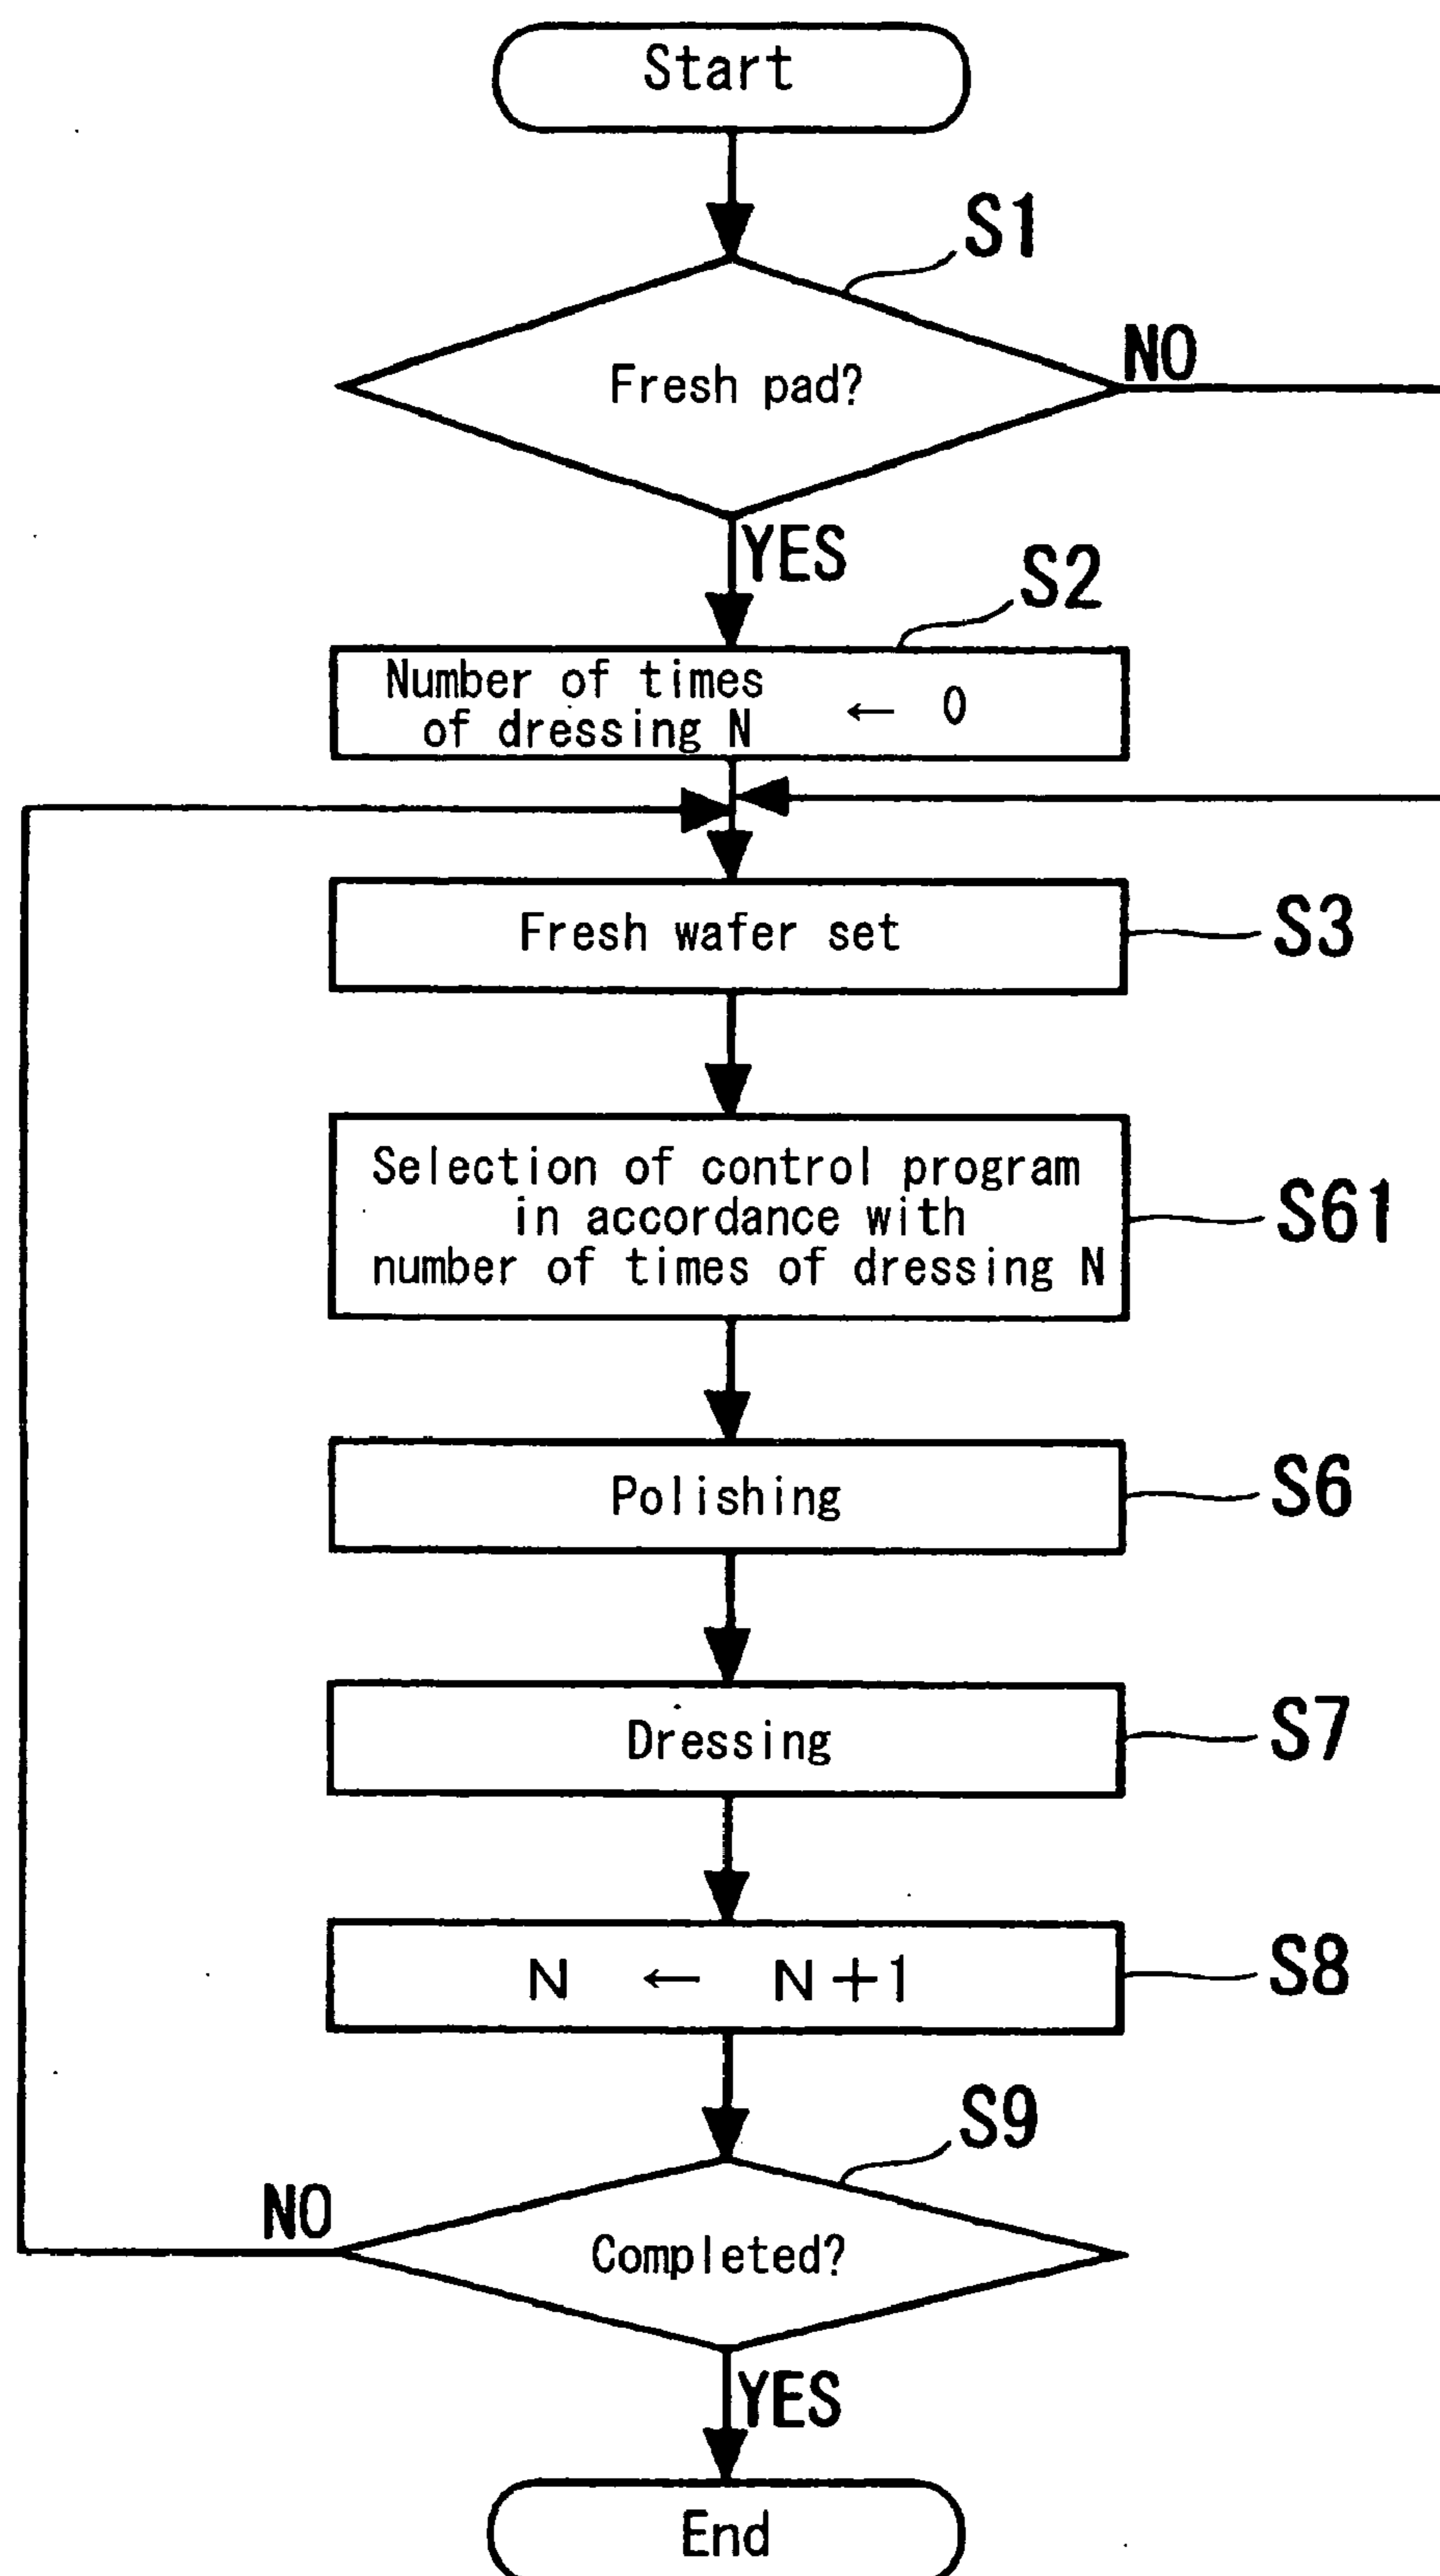 Start
S1
Fresh pad?
NO
YES
S2
Number of times
of dressing N ← 0
Fresh wafer set
S3
Selection of control program
in accordance with
number of times of dressing N
S61
Polishing
S6
Dressing
S7
N ← N+1
S8
S9
NO
Completed?
YES
End